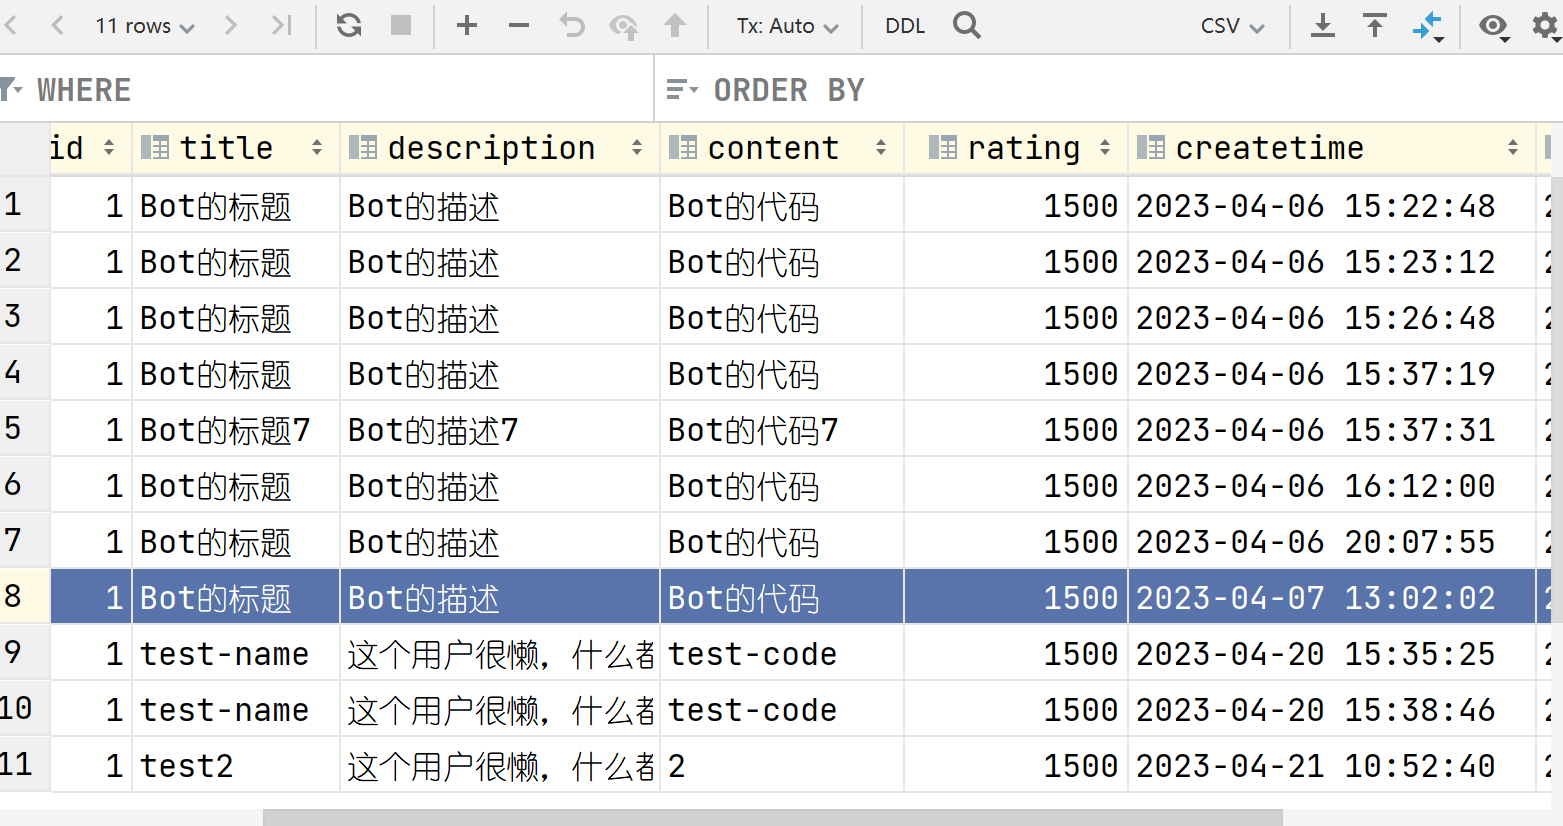 11 rows Tx: Auto DDL CSV
WHERE ORDER BY
id title description content rating createtime
1 1 Bot的标题 Bot的描述 Bot的代码 1500 2023-04-06 15:22:48
2 1 Bot的标题 Bot的描述 Bot的代码 1500 2023-04-06 15:23:12
3 1 Bot的标题 Bot的描述 Bot的代码 1500 2023-04-06 15:26:48
4 1 Bot的标题 Bot的描述 Bot的代码 1500 2023-04-06 15:37:19
5 1 Bot的标题7 Bot的描述7 Bot的代码7 1500 2023-04-06 15:37:31
6 1 Bot的标题 Bot的描述 Bot的代码 1500 2023-04-06 16:12:00
7 1 Bot的标题 Bot的描述 Bot的代码 1500 2023-04-06 20:07:55
8 1 Bot的标题 Bot的描述 Bot的代码 1500 2023-04-07 13:02:02
9 1 test-name 这个用户很懒，什么都 test-code 1500 2023-04-20 15:35:25
10 1 test-name 这个用户很懒，什么都 test-code 1500 2023-04-20 15:38:46
11 1 test2 这个用户很懒，什么都 2 1500 2023-04-21 10:52:40